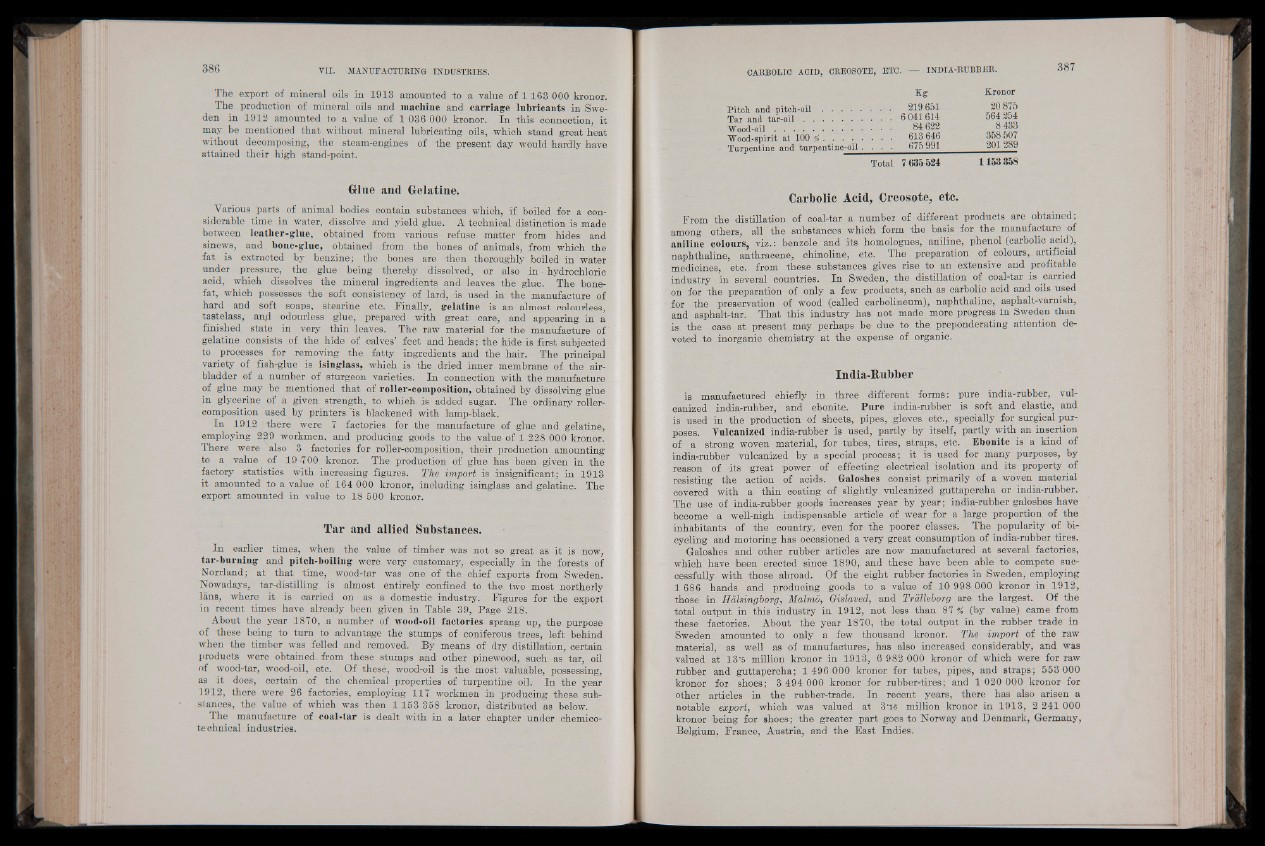 386
VII. MANUFACTURING INDUSTRIES.
The export of mineral oils in 1913 amounted to a value of 1 163 000 kronor.
The production of mineral oils and machine and carriage lubricants in Swe-
den in 1912 amounted to a value of 1 036 000 kronor. In this connection, it
may be mentioned that without mineral lubricating oils, which stand great heat
without decomposing, the steam-engines of the present day would hardly have
attained their high stand-point.
Glue and Gelatine.
Various parts of animal bodies contain substances which, if boiled for a con-
siderable time in water, dissolve and yield glue. A technical distinction is made
between leather-glue, obtained from various refuse matter from hides and
sinews, and bone-glue, obtained from the bones of animals, from which the
fat is extracted by benzine; the bones are then thoroughly boiled in water
under pressure, the glue being thereby dissolved, or also in hydrochloric
acid, which dissolves the mineral ingredients and leaves the glue. The bone-
fat, which possesses the soft consistency of lard, is used in the manufacture of
hard and soft soaps, stearine etc. Finally, gelatine is an almost colourless,
tastelass, and odourless glue, prepared with great care, and appearing in a
finished state in very thin leaves. The raw material for the manufacture of
gelatine consists of the hide of calves' feet and heads; the hide is first subjected
to processes for removing the fatty ingredients and the hair. The principal
variety of fish-glue is isinglass, which is the dried inner membrane of the air-
bladder of a number of sturgeon varieties. In connection with the manufacture
of glue may be mentioned that of roller-composition, obtained by dissolving glue
in glycerine of a given strength, to which is added sugar. The ordinary roller-
composition used by printers is blackened with lamp-black.
In 1912 there were 7 factories for the manufacture of glue and gelatine,
employing 229 workmen, and producing goods to the value of 1 228 000 kronor.
There were also 3 factories for roller-composition, their production amounting
to a value of 19 700 kronor. The production of glue has been given in the
factory statistics with increasing figures. The import is insignificant; in 1913
it amounted to a value of 164 000 kronor, including isinglass and gelatine. The
export amounted in value to 18 500 kronor.
Tar and allied Substances.
In earlier times, when the value of timber was not so great as it is now,
tar-burning and pitch-boiling were very customary, especially in the forests of
Norrland; at that time, wood-tar was one of the chief exports from Sweden.
Nowadays, tar-distilling is almost entirely confined to the two most northerly
läns, where it is carried on as a domestic industry. Figures for the export
in recent times have already been given in Table 39, Page 218.
About the year 1870, a number of wood-oil factories sprang up, the purpose
of these being to turn to advantage the stumps of coniferous trees, left behind
when the timber was felled and removed. By means of dry distillation, certain
products were obtained from these stumps and other pinewood, such as tar, oil
of wood-tar, wood-oil, etc. Of these, wood-oil is the most valuable, possessing,
as it does, certain of the chemical properties of turpentine oil. In the year
1912, there were 26 factories, employing 117 workmen in producing these sub-
stances, the value of which was then 1 153 358 kronor, distributed as below.
The manufacture of coal-tar is dealt with in a later chapter under chemico-
technical industries.
CARBOLIC ACID, CREOSOTE, ETC. — INDIA-RUBBER.
387
Kg Kronor
Pitch and pitch-oil . . . . . . . . 219 651 20 875
Tar and tar-oil . . . . . . . . . . 6 041 614 564 254
Wood-oil . . . . . . . . . . . . . 84 622 8 433
Wood-spirit at 100 % . . . . . . . . 613 646 358 507
Turpentine and turpentine-oil . . . . 675 991 201 289
Total 7 635 524 1 153 358
Carbolic Acid, Creosote, etc.
From the distillation of coal-tar a number of different products are obtained;
among others, all the substances which form the basis for the manufacture of
aniline colours, viz.: benzole and its homologues, aniline, phenol (carbolic acid),
naphthaline, anthracene, chinoline, etc. The preparation of colours, artificial
medicines, etc. from these substances gives rise to an extensive and profitable
industry in several countries. In Sweden, the distillation of coal-tar is carried
on for the preparation of only a few products, such as carbolic acid and oils used
for the preservation of wood (called carbolineum), naphthaline, asphalt-varnish,
and asphalt-tar. That this industry has not made more progress in Sweden than
is the case at present may perhaps be due to the preponderating attention de-
voted to inorganic chemistry at the expense of organic.
India-Rubber
is manufactured chiefly in three different forms: pure india-rubber, vul-
canized india-rubber, and ebonite. Pure india-rubber is soft and elastic, and
is used in the production of sheets, pipes, gloves etc., specially for surgical pur-
poses. Vulcanized india-rubber is used, partly by itself, partly with an insertion
of a strong woven material, for tubes, tires, straps, etc. Ebonite is a kind of
india-rubber vulcanized by a special process; it is used for many purposes, by
reason of its great power of effecting electrical isolation and its property of
resisting the action of acids. Galoshes consist primarily of a woven material
covered with a thin coating of slightly vulcanized guttapercha or india-rubber.
The use of india-rubber goods increases year by year; india-rubber galoshes have
become a well-nigh indispensable article of wear for a large proportion of the
inhabitants of the country, even for the poorer classes. The popularity of bi-
cycling and motoring has occasioned a very great consumption of india-rubber tires.
Galoshes and other rubber articles are now manufactured at several factories,
which have been erected since 1890, and these have been able to compete suc-
cessfully with those abroad. Of the eight rubber factories in Sweden, employing
1 686 hands and producing goods to a value of 10 998 000 kronor in 1912,
those in Hälsingborg, Malmö, Gislaved, and Trälleborg are the largest. Of the
total output in this industry in 1912, not less than 87 % (by value) came from
these factories. About the year 1870, the total output in the rubber trade in
Sweden amounted to only a few thousand kronor. The import of the raw
material, as well as of manufactures, has also increased considerably, and was
valued at 13·5 million kronor in 1913, 6 982 000 kronor of which were for raw
rubber and guttapercha; 1 496 000 kronor for tubes, pipes, and straps; 553 000
kronor for shoes; 3 494 000 kronor for rubber-tires; and 1 020 000 kronor for
other articles in the rubber-trade. In recent years, there has also arisen a
notable export, which was valued at 3·16 million kronor in 1913, 2 241 000
kronor being for shoes; the greater part goes to Norway and Denmark, Germany,
Belgium, France, Austria, and the East Indies.